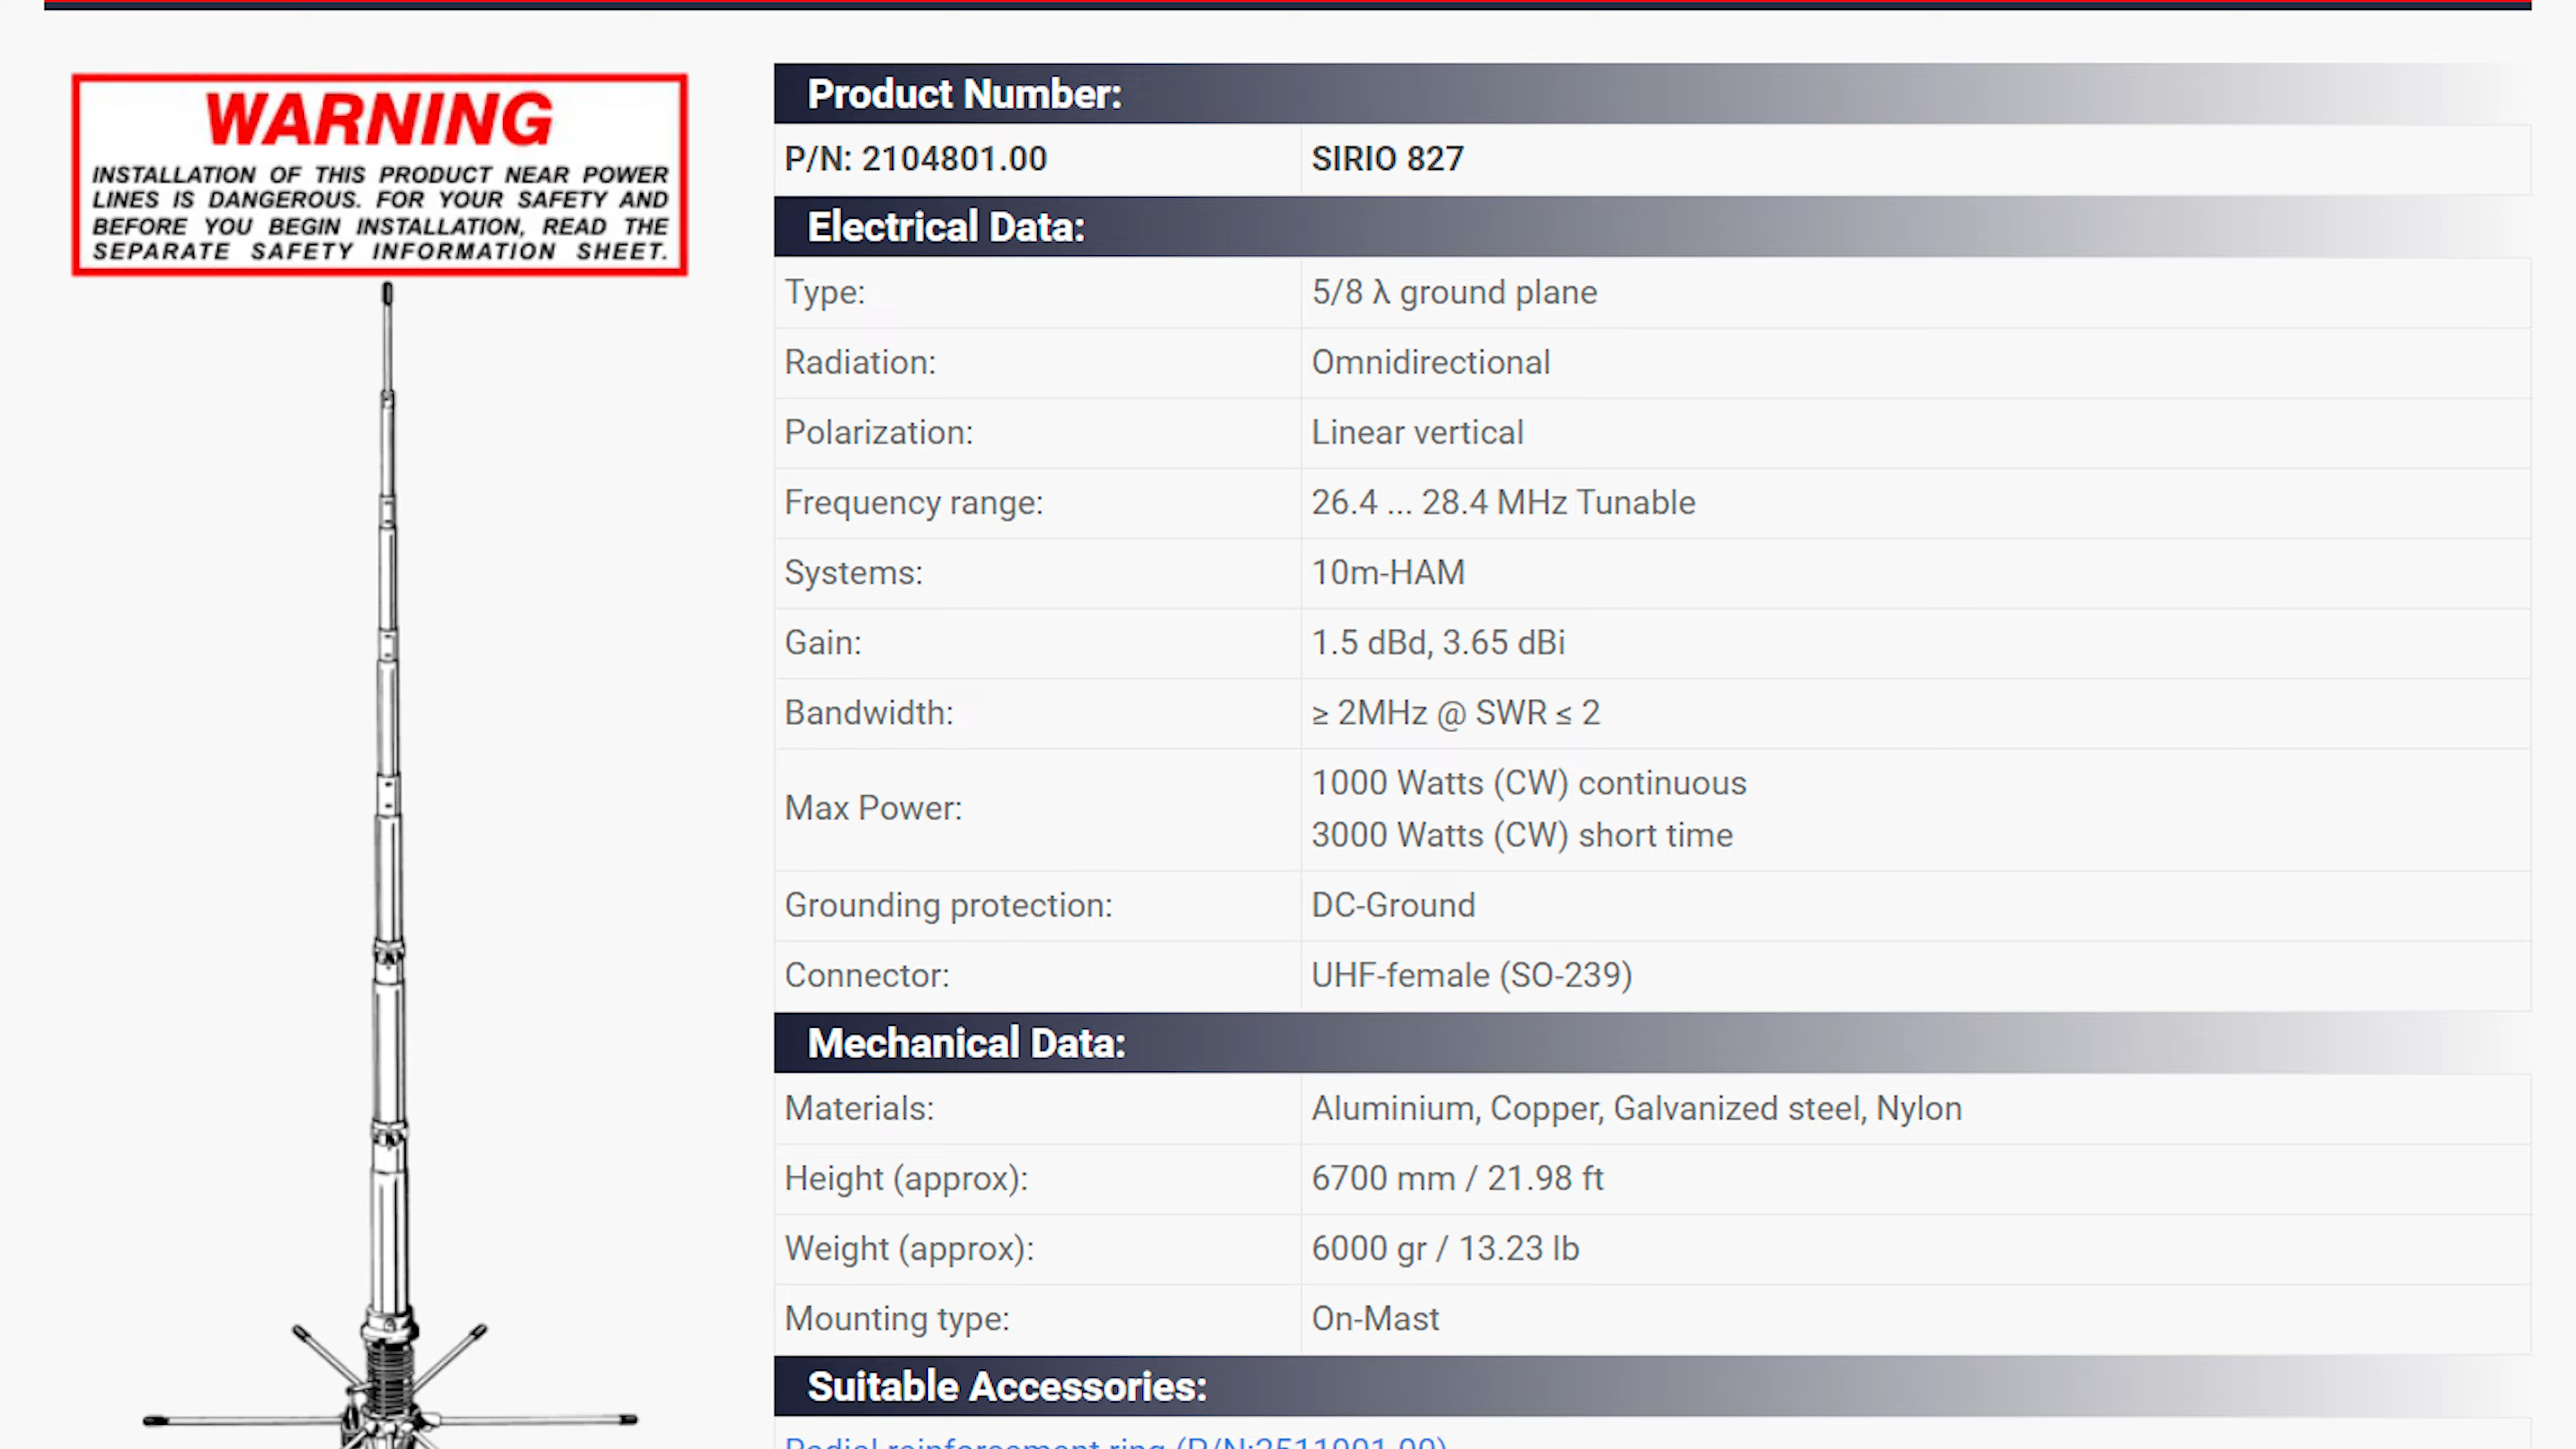 WARNING
INSTALLATION OF THIS PRODUCT NEAR POWER
LINES IS DANGEROUS. FOR YOUR SAFETY AND
BEFORE YOU BEGIN INSTALLATION, READ THE
SEPARATE SAFETY INFORMATION SHEET.
Product Number:
P/N: 2104801.00 SIRIO 827
Electrical Data:
Type: 5/8 λ ground plane
Radiation: Omnidirectional
Polarization: Linear vertical
Frequency range: 26.4 ... 28.4 MHz Tunable
Systems: 10m-HAM
Gain: 1.5 dBd, 3.65 dBi
Bandwidth: ≥ 2MHz @ SWR ≤ 2
Max Power: 1000 Watts (CW) continuous
3000 Watts (CW) short time
Grounding protection: DC-Ground
Connector: UHF-female (SO-239)
Mechanical Data:
Materials: Aluminium, Copper, Galvanized steel, Nylon
Height (approx): 6700 mm / 21.98 ft
Weight (approx): 6000 gr / 13.23 lb
Mounting type: On-Mast
Suitable Accessories:
Radial reinforcement ring